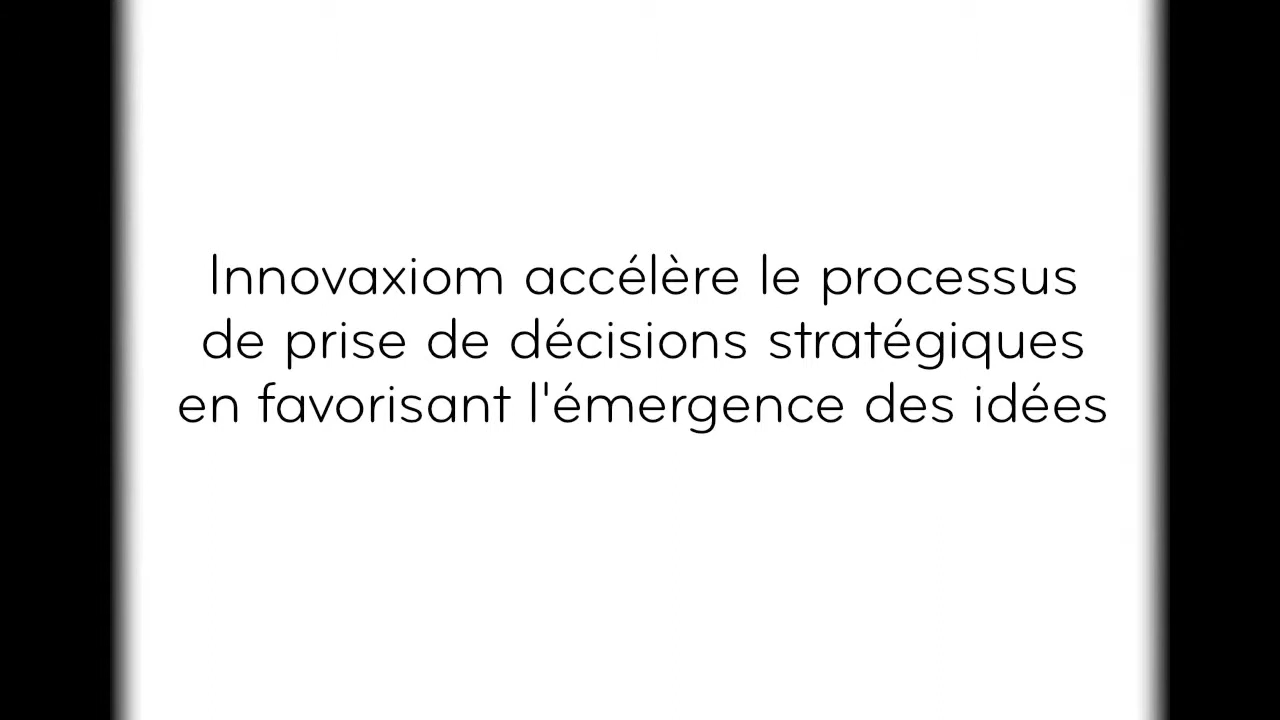 Innovaxiom accélère le processus
de prise de décisions stratégiques
en favorisant l'émergence des idées